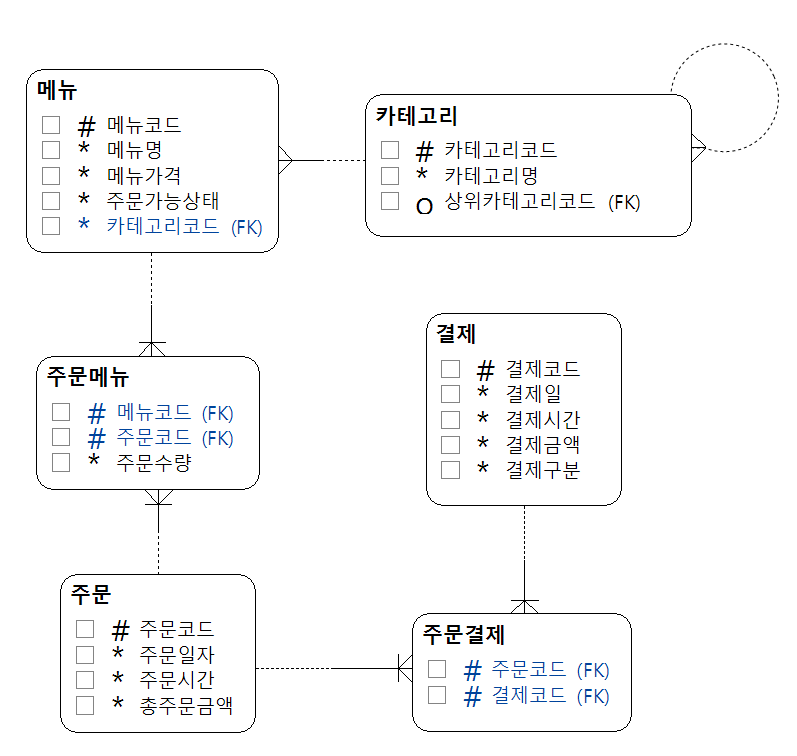 메뉴
# 메뉴코드
* 메뉴명
* 메뉴가격
* 주문가능상태
* 카테고리코드 (FK)
카테고리
# 카테고리코드
* 카테고리명
o 상위카테고리코드 (FK)
주문메뉴
# 메뉴코드 (FK)
# 주문코드 (FK)
* 주문수량
결제
# 결제코드
* 결제일
* 결제시간
* 결제금액
* 결제구분
주문
# 주문코드
* 주문일자
* 주문시간
* 총주문금액
주문결제
# 주문코드 (FK)
# 결제코드 (FK)